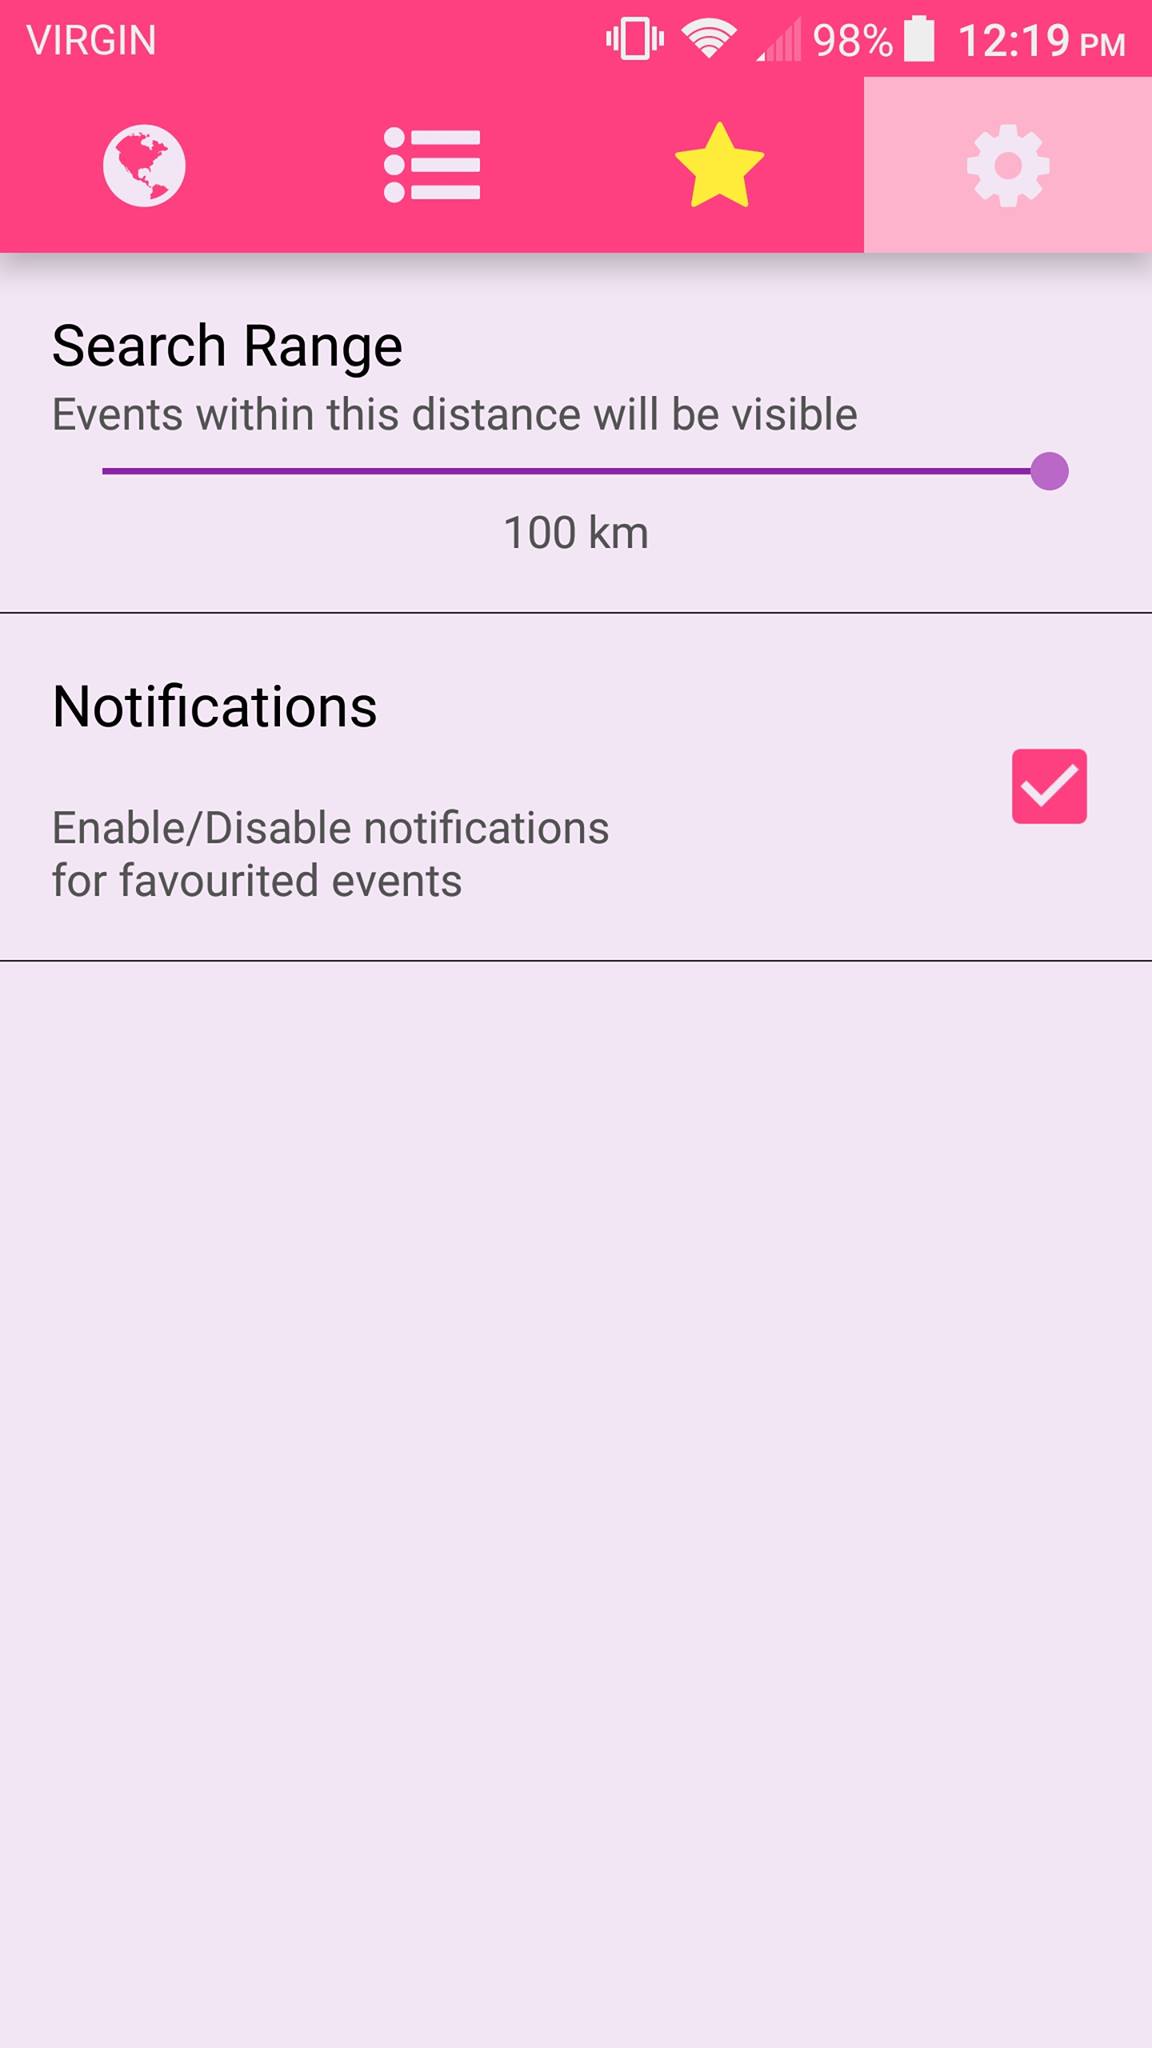 VIRGIN 98% 12:19 PM
Search Range
Events within this distance will be visible
100 km
Notifications
Enable/Disable notifications
for favourited events